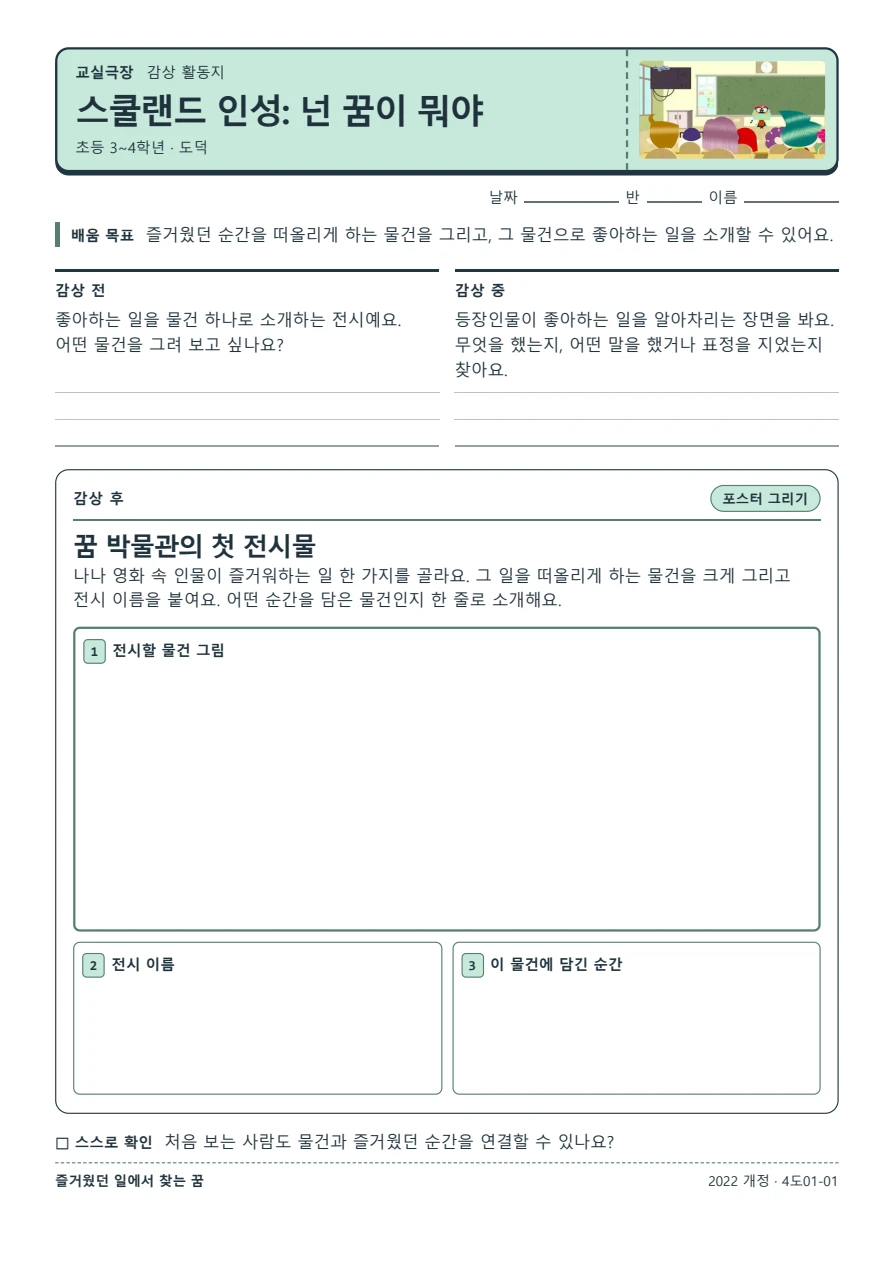 교실극장 감상 활동지
스쿨랜드 인성: 넌 꿈이 뭐야
초등 3~4학년 · 도덕
날짜 반 이름
배움 목표 즐거웠던 순간을 떠올리게 하는 물건을 그리고, 그 물건으로 좋아하는 일을 소개할 수 있어요.
감상 전
좋아하는 일을 물건 하나로 소개하는 전시예요.
어떤 물건을 그려 보고 싶나요?
감상 중
등장인물이 좋아하는 일을 알아차리는 장면을 봐요.
무엇을 했는지, 어떤 말을 했거나 표정을 지었는지
찾아요.
감상 후
포스터 그리기
꿈 박물관의 첫 전시물
나나 영화 속 인물이 즐거워하는 일 한 가지를 골라요. 그 일을 떠올리게 하는 물건을 크게 그리고
전시 이름을 붙여요. 어떤 순간을 담은 물건인지 한 줄로 소개해요.
1 전시할 물건 그림
2 전시 이름
3 이 물건에 담긴 순간
□ 스스로 확인 처음 보는 사람도 물건과 즐거웠던 순간을 연결할 수 있나요?
즐거웠던 일에서 찾는 꿈
2022 개정 · 4도01-01